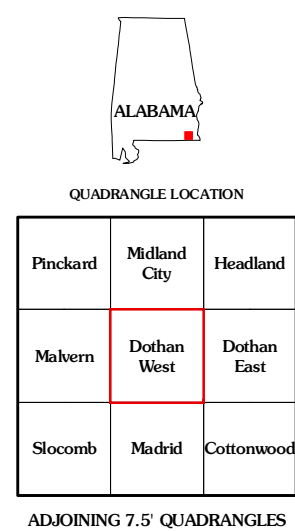 ALABAMA
QUADRANGLE LOCATION
Pinckard
Midland
City
Headland
Malvern
Dothan
West
Dothan
East
Slocomb
Madrid
Cottonwood
ADJOINING 7.5' QUADRANGLES